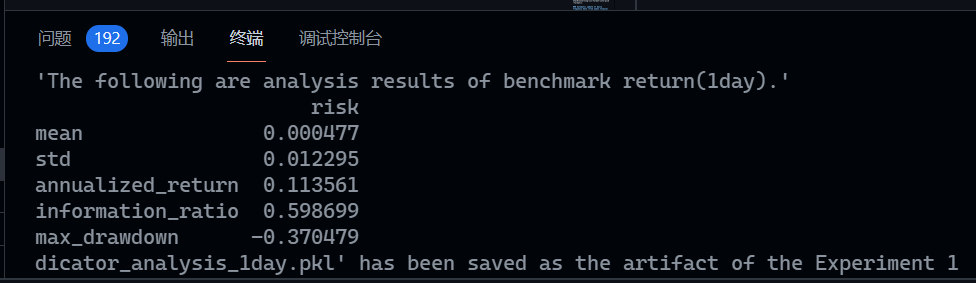 问题 192 输出 终端 调试控制台
'The following are analysis results of benchmark return(1day).'
risk
mean 0.000477
std 0.012295
annualized_return 0.113561
information_ratio 0.598699
max_drawdown -0.370479
dicator_analysis_1day.pkl' has been saved as the artifact of the Experiment 1